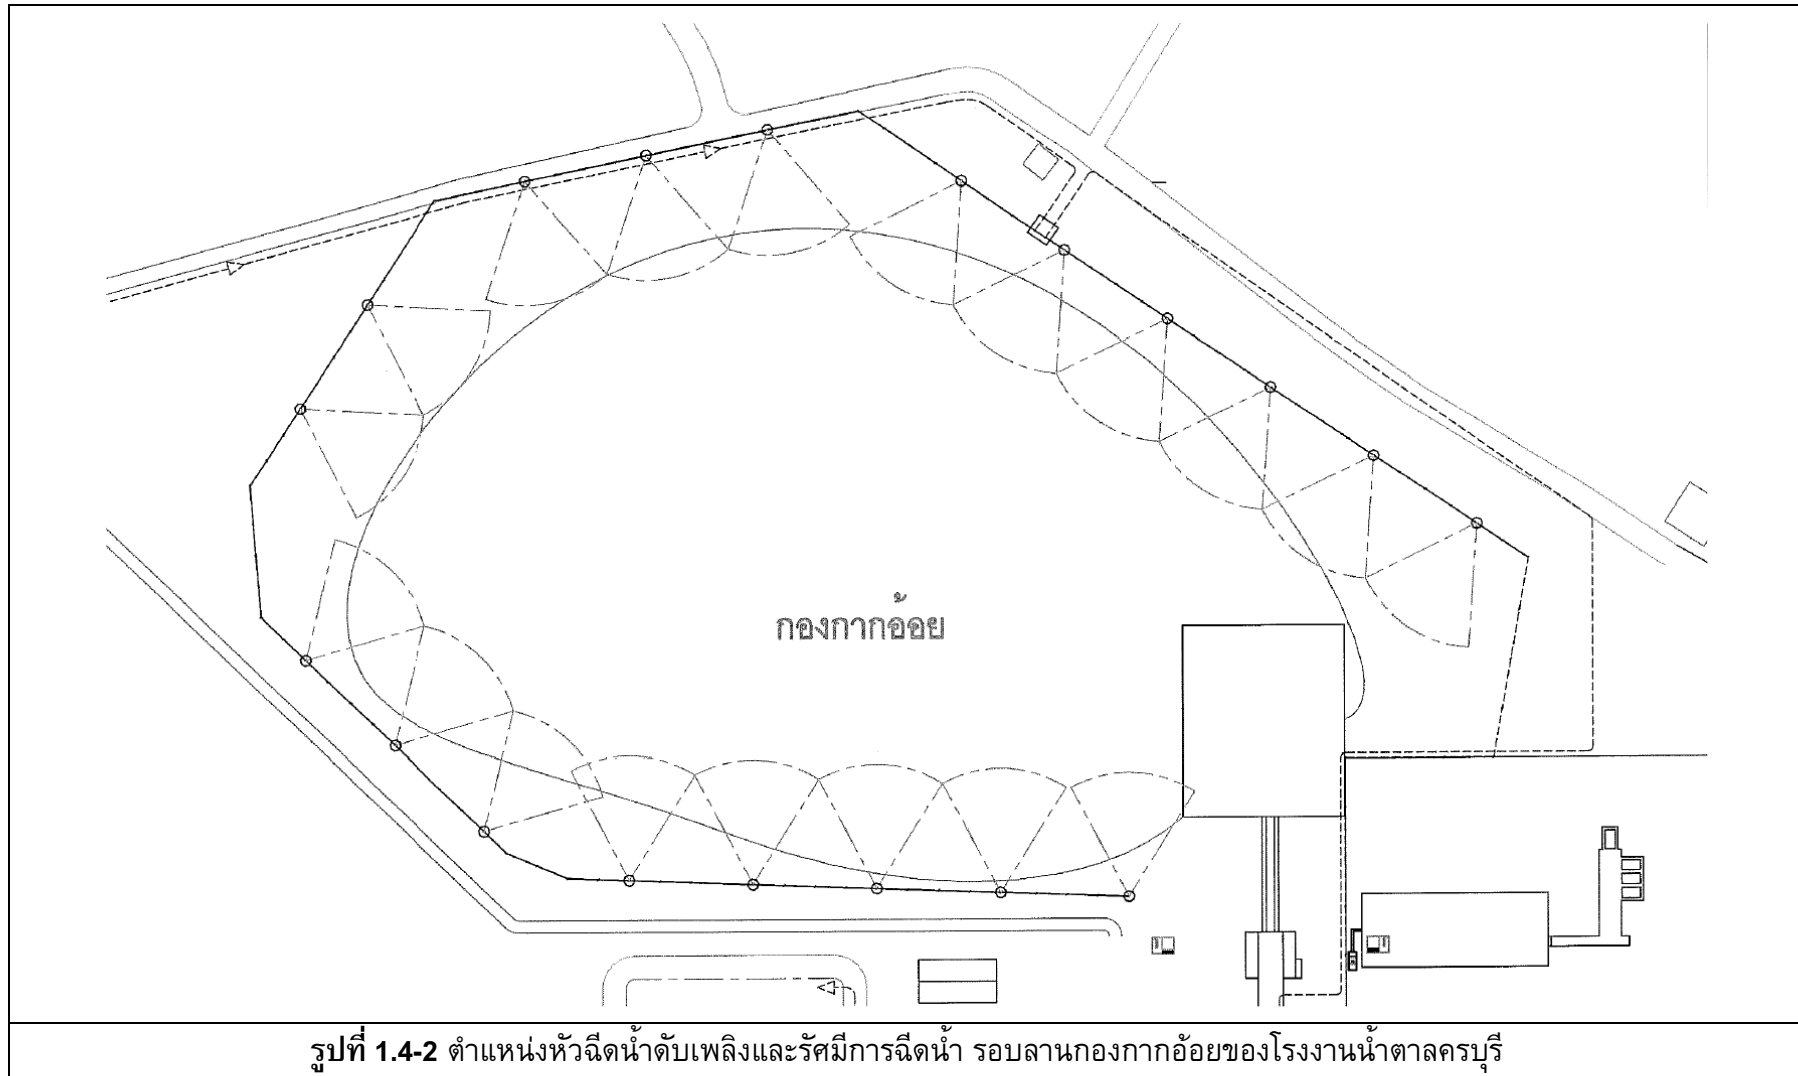 กองกากอ้อย
รูปที่ 1.4-2 ตำแหน่งหัวฉีดน้ำดับเพลิงและรัศมีการฉีดน้ำ รอบลานกองกากอ้อยของโรงงานน้ำตาลครบุรี